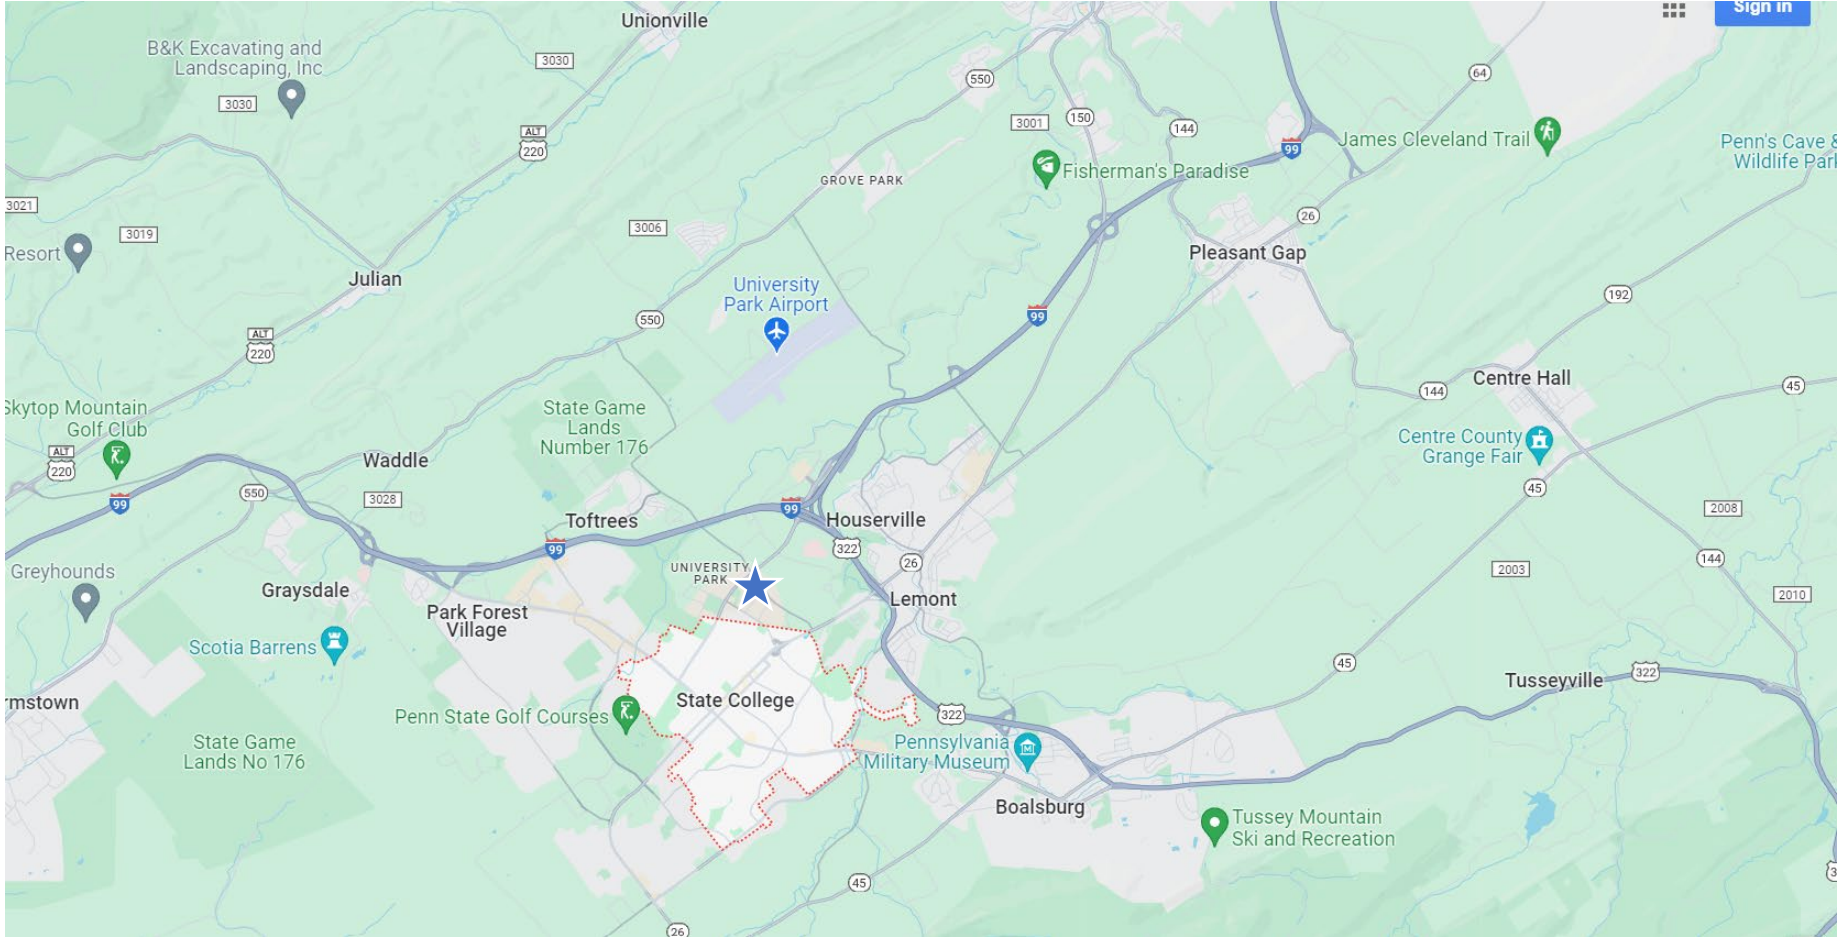 Unionville
Sign in
B&K Excavating and
Landscaping, Inc
3030
3030
550
64
150
3001
144
ALT
220
James Cleveland Trail
Penn's Cave &
Wildlife Park
99
Fisherman's Paradise
GROVE PARK
3021
3019
3006
26
Resort
Pleasant Gap
Julian
University
Park Airport
192
550
99
ALT
220
Centre Hall
45
144
Skytop Mountain
Golf Club
State Game
Lands
Number 176
Centre County
Grange Fair
ALT
220
Waddle
45
550
3028
99
99
2008
Toftrees
Houserville
322
99
26
144
2003
Greyhounds
UNIVERSITY
PARK
Graysdale
Lemont
2010
Park Forest
Village
Scotia Barrens
45
322
Tusseyville
rmstown
State College
Penn State Golf Courses
322
State Game
Lands No 176
Pennsylvania
Military Museum
Boalsburg
Tussey Mountain
Ski and Recreation
45
26